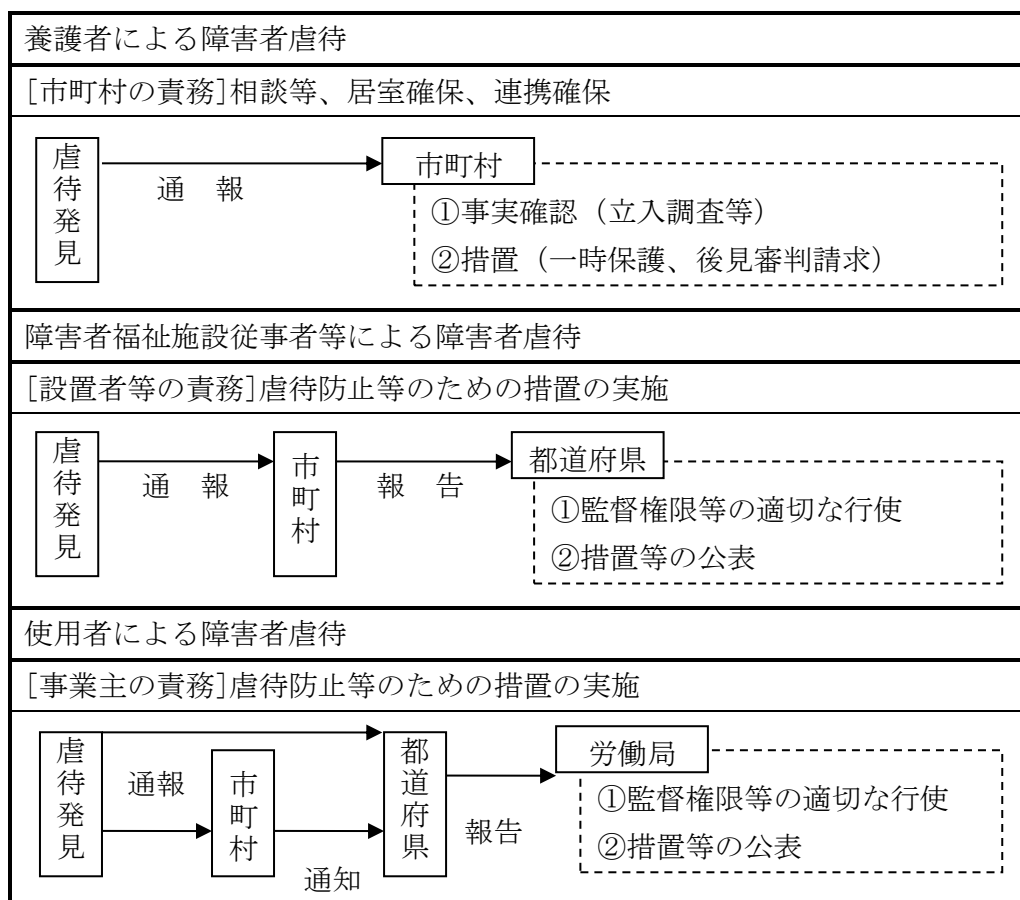 養護者による障害者虐待
[市町村の責務]相談等、居室確保、連携確保
虐待発見
通 報
市町村
①事実確認（立入調査等）
②措置（一時保護、後見審判請求）
障害者福祉施設従事者等による障害者虐待
[設置者等の責務]虐待防止等のための措置の実施
虐待発見
通 報
市町村
報 告
都道府県
①監督権限等の適切な行使
②措置等の公表
使用者による障害者虐待
[事業主の責務]虐待防止等のための措置の実施
虐待発見
通報
市町村
通知
都道府県
報告
労働局
①監督権限等の適切な行使
②措置等の公表